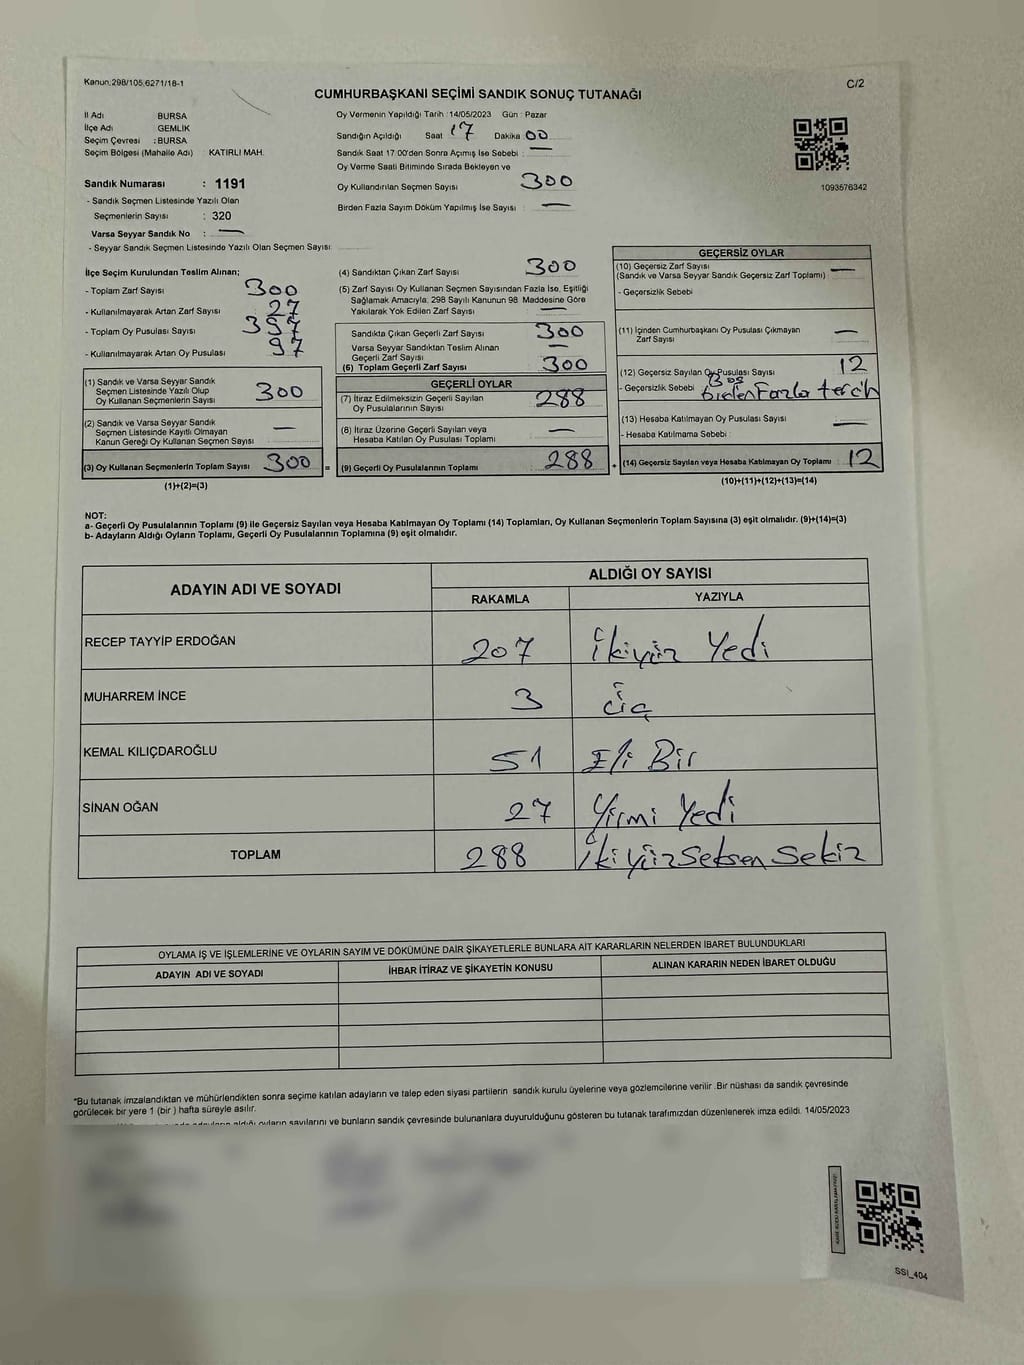 Kanun:298/105,6271/18-1
C/2
CUMHURBAŞKANI SEÇİMİ SANDIK SONUÇ TUTANAĞI
İl Adı BURSA
İlçe Adı GEMLİK
Seçim Çevresi : BURSA
Seçim Bölgesi (Mahalle Adı) KATIRLI MAH.
Sandık Numarası : 1191
- Sandık Seçmen Listesinde Yazılı Olan
Seçmenlerin Sayısı : 320
Varsa Seyyar Sandık No : —
- Seyyar Sandık Seçmen Listesinde Yazılı Olan Seçmen Sayısı:
Oy Vermenin Yapıldığı Tarih : 14/05/2023 Gün : Pazar
Sandığın Açıldığı Saat 17 Dakika 00
Sandık Saat 17:00'den Sonra Açımış İse Sebebi : —
Oy Verme Saati Bitiminde Sırada Bekleyen ve
Oy Kullandırılan Seçmen Sayısı 300
Birden Fazla Sayım Döküm Yapılmış İse Sayısı : —
1093576342
İlçe Seçim Kurulundan Teslim Alınan;
- Toplam Zarf Sayısı 300
- Kullanılmayarak Artan Zarf Sayısı 27
- Toplam Oy Pusulası Sayısı 397
- Kullanılmayarak Artan Oy Pusulası 97
(1) Sandık ve Varsa Seyyar Sandık
Seçmen Listesinde Yazılı Olup
Oy Kullanan Seçmenlerin Sayısı 300
(2) Sandık ve Varsa Seyyar Sandık
Seçmen Listesinde Kayıtlı Olmayan
Kanun Gereği Oy Kullanan Seçmen Sayısı —
(3) Oy Kullanan Seçmenlerin Toplam Sayısı 300 =
(1)+(2)=(3)
(4) Sandıktan Çıkan Zarf Sayısı 300
(5) Zarf Sayısı Oy Kullanan Seçmen Sayısından Fazla İse, Eşitliği
Sağlamak Amacıyla, 298 Sayılı Kanunun 98. Maddesine Göre
Yakılarak Yok Edilen Zarf Sayısı —
Sandıkta Çıkan Geçerli Zarf Sayısı 300
Varsa Seyyar Sandıktan Teslim Alınan
Geçerli Zarf Sayısı —
(6) Toplam Geçerli Zarf Sayısı 300
GEÇERLİ OYLAR
(7) İtiraz Edilmeksizin Geçerli Sayılan
Oy Pusulalarının Sayısı 288
(8) İtiraz Üzerine Geçerli Sayılan veya
Hesaba Katılan Oy Pusulası Toplamı —
(9) Geçerli Oy Pusulalarının Toplamı 288 +
GEÇERSİZ OYLAR
(10) Geçersiz Zarf Sayısı
(Sandık ve Varsa Seyyar Sandık Geçersiz Zarf Toplamı) : —
- Geçersizlik Sebebi
(11) İçinden Cumhurbaşkanı Oy Pusulası Çıkmayan
Zarf Sayısı —
(12) Geçersiz Sayılan Oy Pusulası Sayısı 12
- Geçersizlik Sebebi Boş
birden Fazla terch
(13) Hesaba Katılmayan Oy Pusulası Sayısı —
- Hesaba Katılmama Sebebi :
(14) Geçersiz Sayılan veya Hesaba Katılmayan Oy Toplamı : 12
(10)+(11)+(12)+(13)=(14)
NOT:
a- Geçerli Oy Pusulalarının Toplamı (9) ile Geçersiz Sayılan veya Hesaba Katılmayan Oy Toplamı (14) Toplamları, Oy Kullanan Seçmenlerin Toplam Sayısına (3) eşit olmalıdır. (9)+(14)=(3)
b- Adayların Aldığı Oyların Toplamı, Geçerli Oy Pusulalarının Toplamına (9) eşit olmalıdır.
ADAYIN ADI VE SOYADI
ALDIĞI OY SAYISI
RAKAMLA YAZIYLA
RECEP TAYYİP ERDOĞAN 207 İkiyüz Yedi
MUHARREM İNCE 3 üç
KEMAL KILIÇDAROĞLU 51 Eli Bir
SİNAN OĞAN 27 Yirmi Yedi
TOPLAM 288 İkiyüz Seksen Sekiz
OYLAMA İŞ VE İŞLEMLERİNE VE OYLARIN SAYIM VE DÖKÜMÜNE DAİR ŞİKAYETLERLE BUNLARA AİT KARARLARIN NELERDEN İBARET BULUNDUKLARI
ADAYIN ADI VE SOYADI İHBAR İTİRAZ VE ŞİKAYETİN KONUSU ALINAN KARARIN NEDEN İBARET OLDUĞU
*Bu tutanak imzalandıktan ve mühürlendikten sonra seçime katılan adayların ve talep eden siyasi partilerin sandık kurulu üyelerine veya gözlemcilerine verilir .Bir nüshası da sandık çevresinde
görülecek bir yere 1 (bir ) hafta süreyle asılır.
aldığı oyların sayılarını ve bunların sandık çevresinde bulunanlara duyurulduğunu gösteren bu tutanak tarafımızdan düzenlenerek imza edildi. 14/05/2023
SSI_404